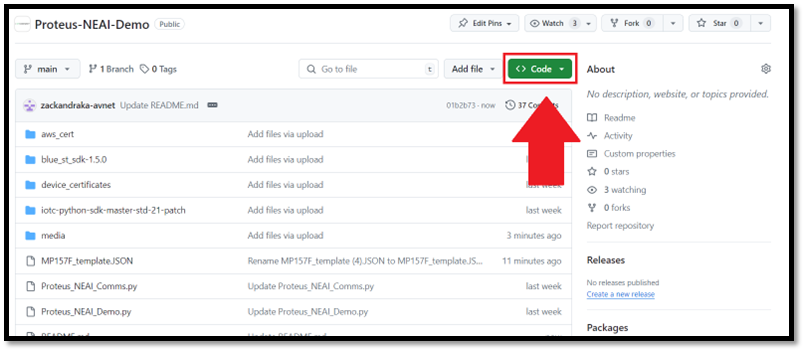 Proteus-NEAI-Demo Public
Edit Pins Watch 3 Fork 0 Star 0
main 1 Branch 0 Tags Go to file t Add file <> Code
zackandraka-avnet Update README.md 01b2b73 · now 37
aws_cert Add files via upload
blue_st_sdk-1.5.0 Add files via upload
device_certificates Add files via upload
iotc-python-sdk-master-std-21-patch Add files via upload last week
media Add files via upload 3 minutes ago
MP157F_template.JSON Rename MP157F_template (4).JSON to MP157F_template.JS... 11 minutes ago
Proteus_NEAI_Comms.py Update Proteus_NEAI_Comms.py last week
Proteus_NEAI_Demo.py Update Proteus_NEAI_Demo.py last week
README.md Update README.md now
About
No description, website, or topics provided.
Readme
Activity
Custom properties
0 stars
3 watching
0 forks
Report repository
Releases
No releases published
Create a new release
Packages